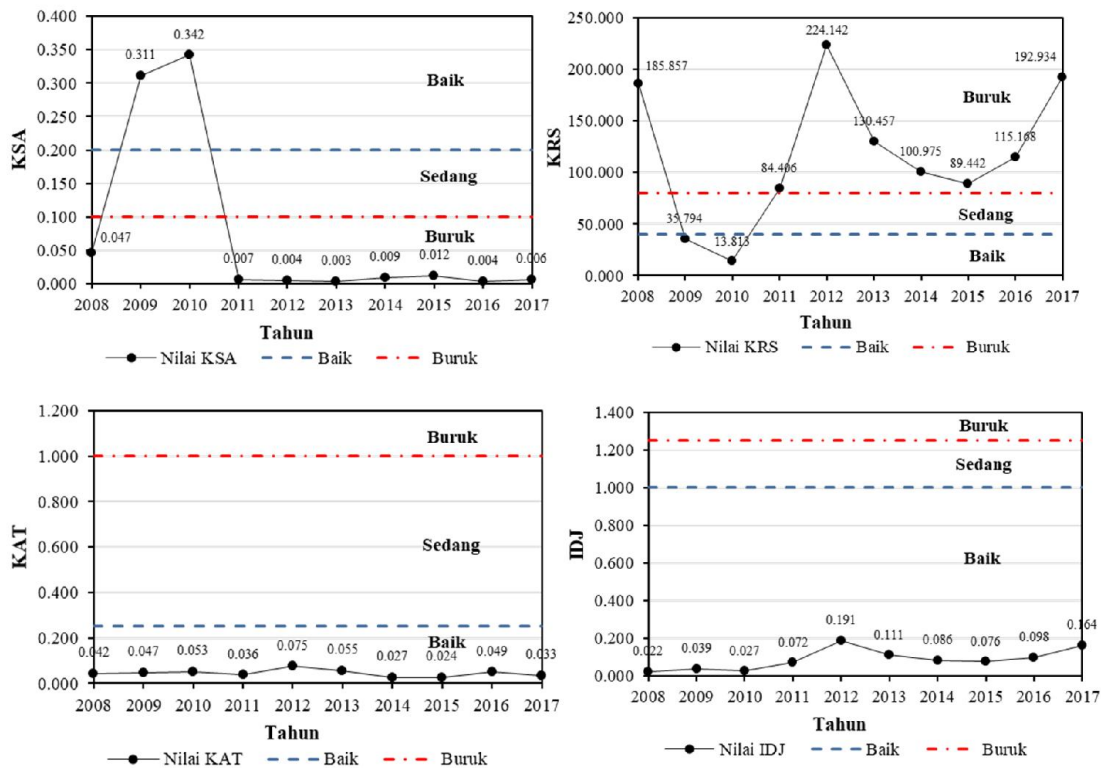 0.400
0.350
0.300
0.250
0.200
0.150
0.100
0.050
0.000
KSA
0.047
0.311
0.342
0.007
0.004
0.003
0.009
0.012
0.004
0.006
Baik
Sedang
Buruk
2008 2009 2010 2011 2012 2013 2014 2015 2016 2017
Tahun
Nilai KSA Baik Buruk
250.000
200.000
150.000
100.000
50.000
0.000
KRS
185.857
35.794
13.813
84.406
224.142
130.457
100.975
89.442
115.168
192.934
Buruk
Sedang
Baik
2008 2009 2010 2011 2012 2013 2014 2015 2016 2017
Tahun
Nilai KRS Baik Buruk
1.200
1.000
0.800
0.600
0.400
0.200
0.000
KAT
Buruk
Sedang
Baik
0.042 0.047 0.053 0.036 0.075 0.055 0.027 0.024 0.049 0.033
2008 2009 2010 2011 2012 2013 2014 2015 2016 2017
Tahun
Nilai KAT Baik Buruk
1.400
1.200
1.000
0.800
0.600
0.400
0.200
0.000
IDJ
Buruk
Sedang
Baik
0.022 0.039 0.027 0.072 0.191 0.111 0.086 0.076 0.098 0.164
2008 2009 2010 2011 2012 2013 2014 2015 2016 2017
Tahun
Nilai IDJ Baik Buruk